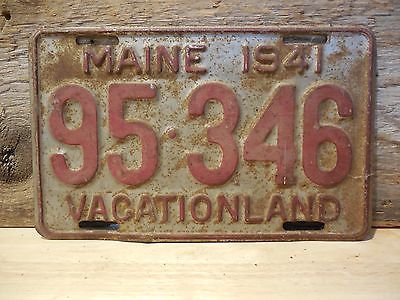 MAINE 1941
95·346
VACATIONLAND